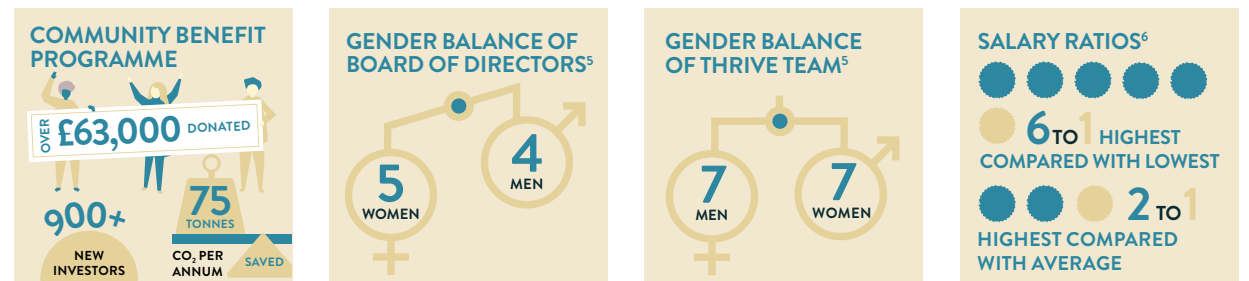 COMMUNITY BENEFIT
PROGRAMME
OVER £63,000 DONATED
900+
NEW
INVESTORS
75
TONNES
CO₂ PER
ANNUM
SAVED
GENDER BALANCE OF
BOARD OF DIRECTORS⁵
5
WOMEN
4
MEN
GENDER BALANCE
OF THRIVE TEAM⁵
7
MEN
7
WOMEN
SALARY RATIOS⁶
6 TO 1 HIGHEST
COMPARED WITH LOWEST
2 TO 1
HIGHEST COMPARED
WITH AVERAGE